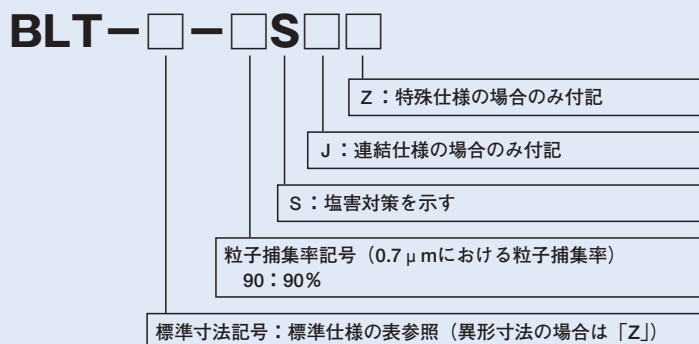 BLT－□－□S□□
Z：特殊仕様の場合のみ付記
J：連結仕様の場合のみ付記
S：塩害対策を示す
粒子捕集率記号（0.7μmにおける粒子捕集率）
90：90%
標準寸法記号：標準仕様の表参照（異形寸法の場合は「Z」）